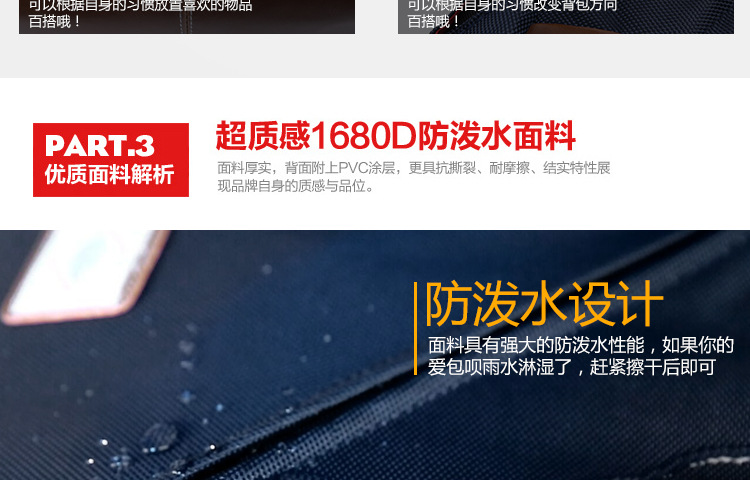 可以根据自身的习惯放置喜欢的物品
百搭哦！
可以根据自身的习惯改变背包方向
百搭哦！
PART.3
优质面料解析
超质感1680D防泼水面料
面料厚实，背面附上PVC涂层，更具抗撕裂、耐摩擦、结实特性展
现品牌自身的质感与品位。
防泼水设计
面料具有强大的防泼水性能，如果你的
爱包呗雨水淋湿了，赶紧擦干后即可